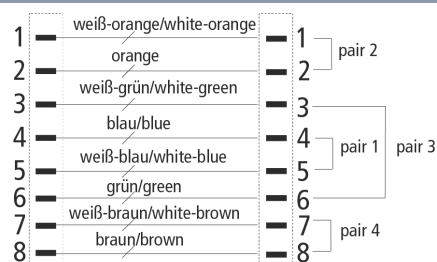 1 weiß-orange/white-orange 1
2 orange 2
pair 2
3 weiß-grün/white-green 3
4 blau/blue 4
pair 1 pair 3
5 weiß-blau/white-blue 5
6 grün/green 6
7 weiß-braun/white-brown 7
pair 4
8 braun/brown 8